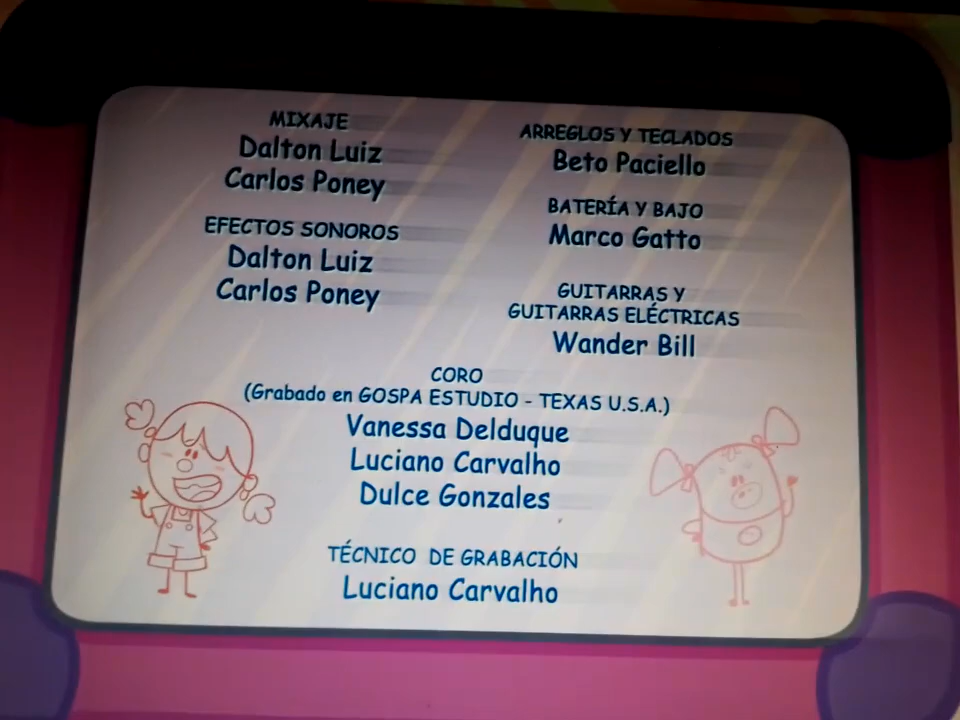 MIXAJE
Dalton Luiz
Carlos Poney
EFECTOS SONOROS
Dalton Luiz
Carlos Poney
ARREGLOS Y TECLADOS
Beto Paciello
BATERÍA Y BAJO
Marco Gatto
GUITARRAS Y
GUITARRAS ELÉCTRICAS
Wander Bill
CORO
(Grabado en GOSPA ESTUDIO - TEXAS U.S.A.)
Vanessa Delduque
Luciano Carvalho
Dulce Gonzales
TÉCNICO DE GRABACIÓN
Luciano Carvalho